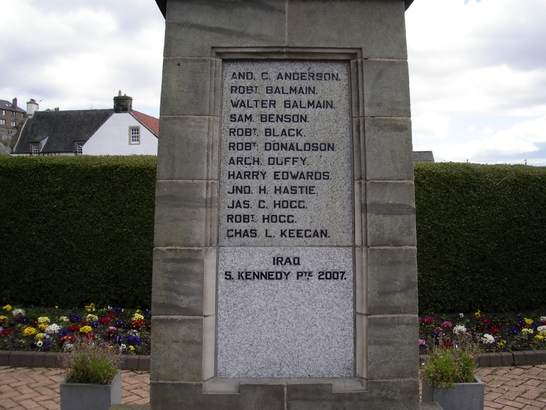 AND. C. ANDERSON.
ROBT. BALMAIN.
WALTER BALMAIN.
SAM. BENSON.
ROBT. BLACK.
ROBT. DONALDSON.
ARCH. DUFFY.
HARRY EDWARDS.
JNO. H. HASTIE.
JAS. C. HOGG.
ROBT. HOGG.
CHAS. L. KEEGAN.
IRAQ
S. KENNEDY PTE 2007.